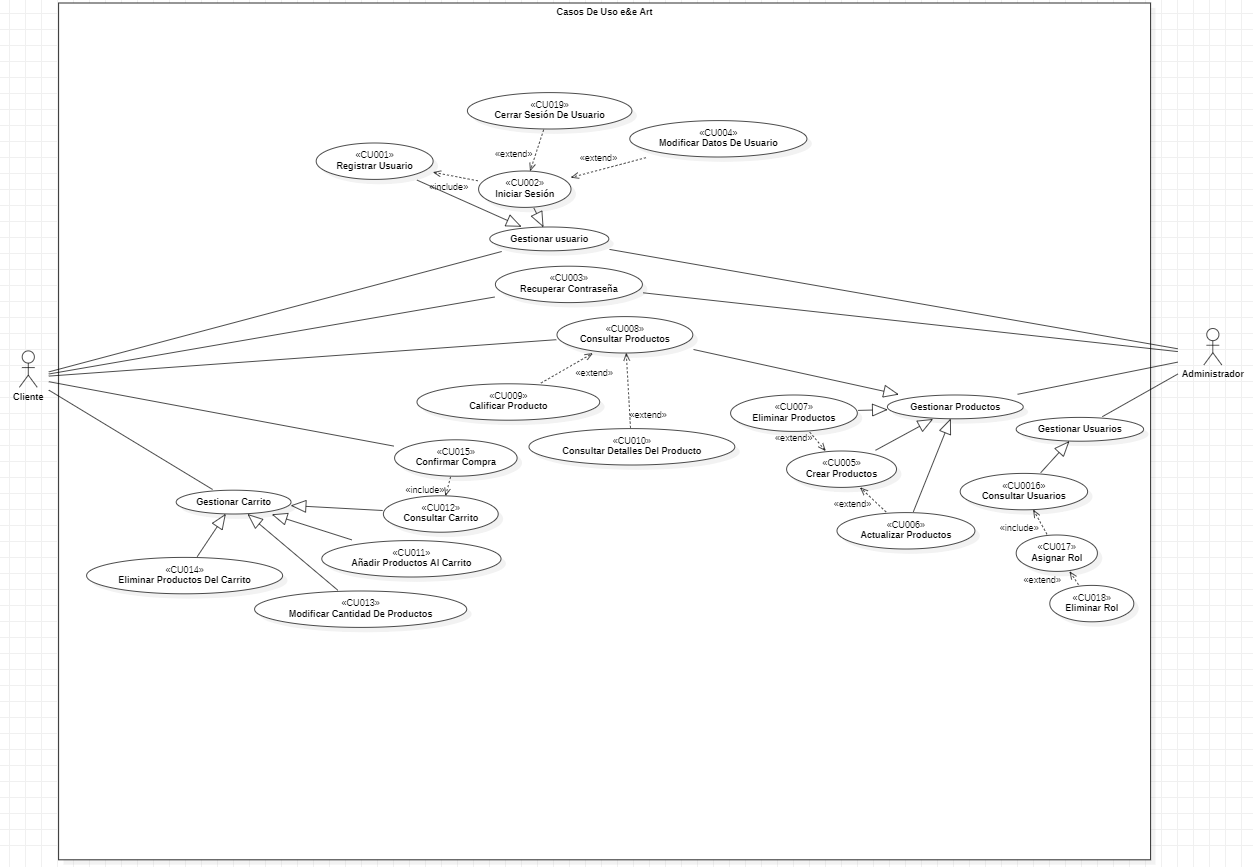 Casos De Uso e&e Art
«CU019»
Cerrar Sesión De Usuario
«CU004»
Modificar Datos De Usuario
«CU001»
Registrar Usuario
«extend»
«extend»
«include»
«CU002»
Iniciar Sesión
Gestionar usuario
«CU003»
Recuperar Contraseña
«CU008»
Consultar Productos
Cliente
Administrador
«extend»
«CU009»
Calificar Producto
«extend»
«CU010»
Consultar Detalles Del Producto
«CU007»
Eliminar Productos
Gestionar Productos
Gestionar Usuarios
«extend»
«CU005»
Crear Productos
«CU015»
Confirmar Compra
«include»
Gestionar Carrito
«CU012»
Consultar Carrito
«CU0016»
Consultar Usuarios
«extend»
«CU006»
Actualizar Productos
«include»
«CU011»
Añadir Productos Al Carrito
«CU017»
Asignar Rol
«CU014»
Eliminar Productos Del Carrito
«extend»
«CU013»
Modificar Cantidad De Productos
«CU018»
Eliminar Rol